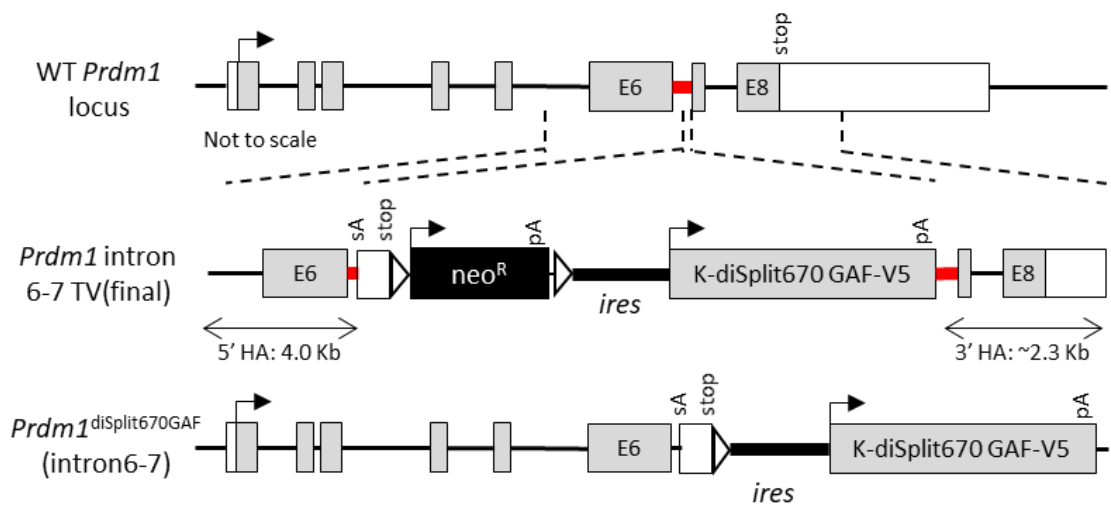 stop
WT Prdm1
locus
E6
E8
Not to scale
sA
stop
pA
pA
Prdm1 intron
6-7 TV(final)
E6
neoᴿ
K-diSplit670 GAF-V5
E8
ires
5’ HA: 4.0 Kb
3’ HA: ~2.3 Kb
sA
stop
pA
Prdm1diSplit670GAF
(intron6-7)
E6
K-diSplit670 GAF-V5
ires